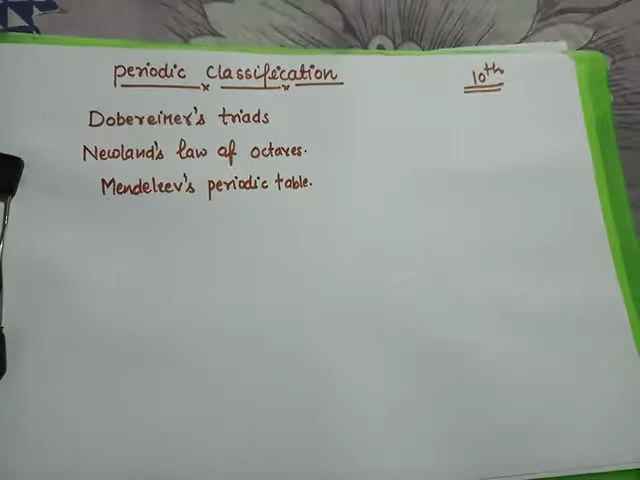 periodic classification
10th
Dobereiner's triads
Newland's law of octaves.
Mendeleev's periodic table.